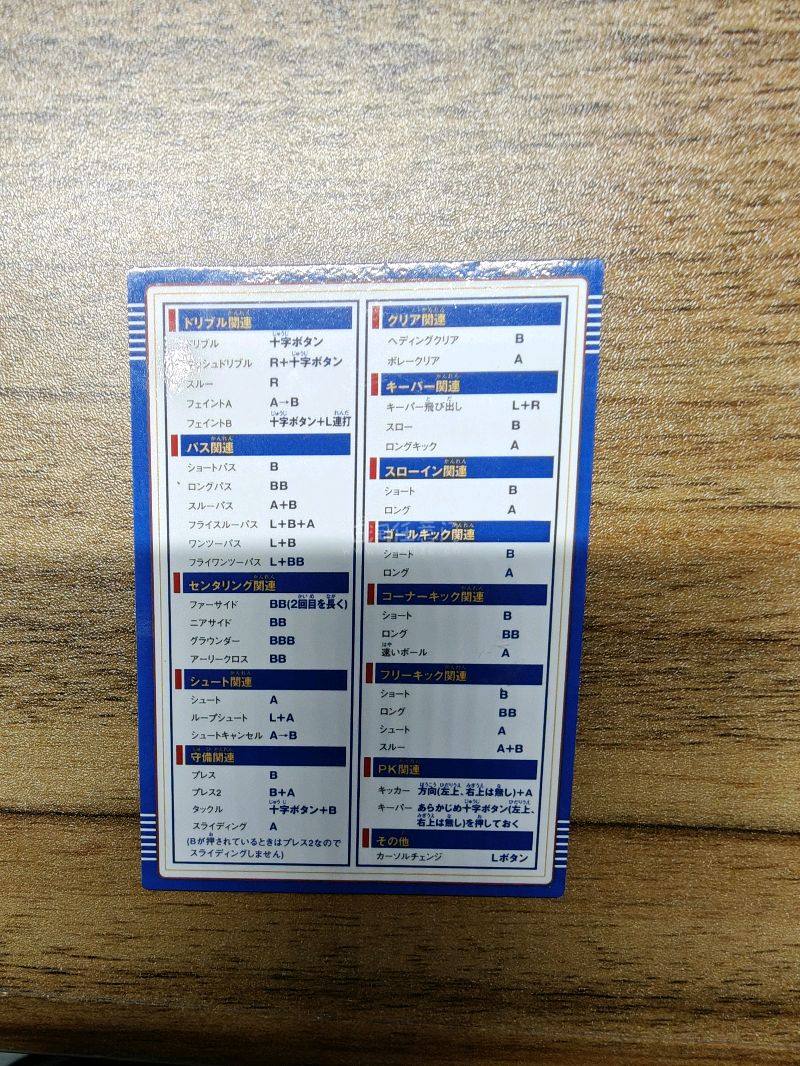 ドリブル関連
ドリブル 十字ボタン
ダッシュドリブル R+十字ボタン
スルー R
フェイントA A→B
フェイントB 十字ボタン+L連打
パス関連
ショートパス B
ロングパス BB
スルーパス A+B
フライスルーパス L+B+A
ワンツーパス L+B
フライワンツーパス L+BB
センタリング関連
ファーサイド BB(2回目を長く)
ニアサイド BB
グラウンダー BBB
アーリークロス BB
シュート関連
シュート A
ループシュート L+A
シュートキャンセル A→B
守備関連
プレス B
プレス2 B+A
タックル 十字ボタン+B
スライディング A
(Bが押されているときはプレス2なので
スライディングしません)
クリア関連
ヘディングクリア B
ボレークリア A
キーパー関連
キーパー飛び出し L+R
スロー B
ロングキック A
スローイン関連
ショート B
ロング A
ゴールキック関連
ショート B
ロング A
コーナーキック関連
ショート B
ロング BB
速いボール A
フリーキック関連
ショート B
ロング BB
シュート A
スルー A+B
PK関連
キッカー 方向(左上、右上は無し)+A
キーパー あらかじめ十字ボタン(左上、
右上は無し)を押しておく
その他
カーソルチェンジ Lボタン